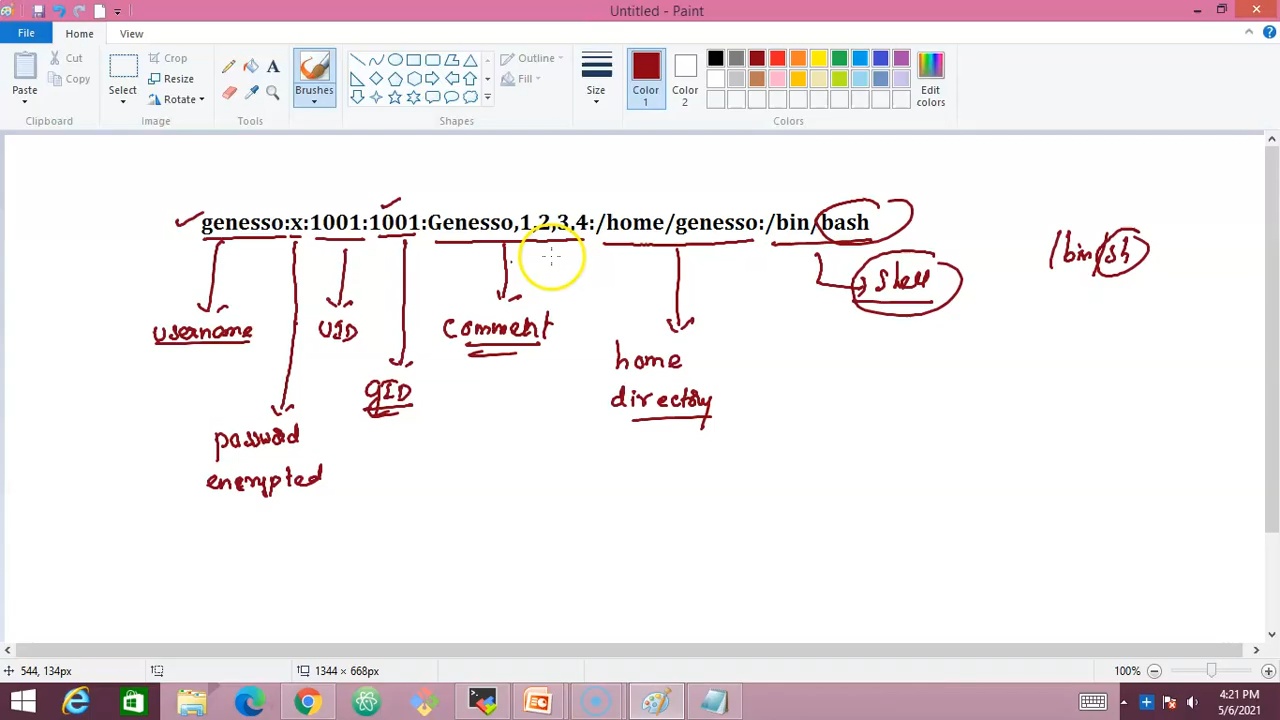 Untitled - Paint
File
Home
View
Paste
Cut
Copy
Clipboard
Select
Crop
Resize
Rotate
Image
Tools
Brushes
Shapes
Outline
Fill
Size
Color 1
Color 2
Edit colors
Colors
genesso:x:1001:1001:Genesso,1,2,3,4:/home/genesso:/bin/bash
/bin/sh
shell
username
UID
comment
home
gID
directory
password
encrypted
544, 134px
1344 × 668px
100%
4:21 PM
5/6/2021